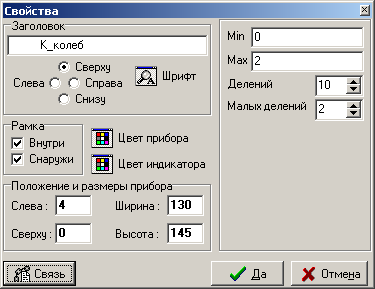 Свойства
Заголовок
К_колеб
Сверху
Слева Справа
Снизу
Шрифт
Рамка
Внутри
Снаружи
Цвет прибора
Цвет индикатора
Положение и размеры прибора
Слева : 4 Ширина : 130
Сверху : 0 Высота : 145
Min 0
Max 2
Делений 10
Малых делений 2
Связь Да Отмена